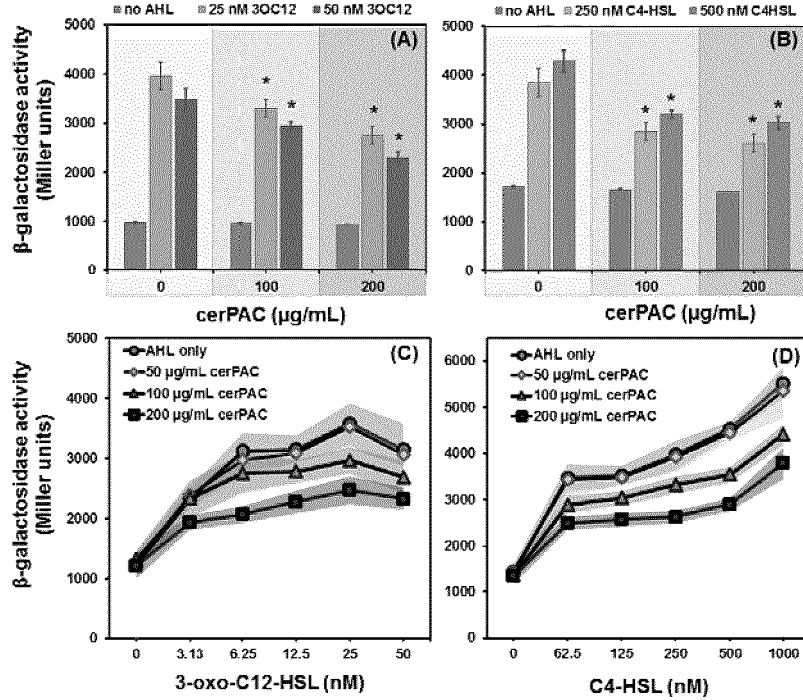 no AHL 25 nM 3OC12 50 nM 3OC12
no AHL 250 nM C4-HSL 500 nM C4HSL
(A)
5000
4000
3000
2000
1000
0
β-galactosidase activity
(Miller units)
* * * *
0 100 200
cerPAC (µg/mL)
(B)
5000
4000
3000
2000
1000
0
* * * *
0 100 200
cerPAC (µg/mL)
(C)
AHL only
50 µg/mL cerPAC
100 µg/mL cerPAC
200 µg/mL cerPAC
5000
4000
3000
2000
1000
0
β-galactosidase activity
(Miller units)
0 3.13 6.25 12.5 25 50
3-oxo-C12-HSL (nM)
(D)
AHL only
50 µg/mL cerPAC
100 µg/mL cerPAC
200 µg/mL cerPAC
6000
5000
4000
3000
2000
1000
0
0 62.5 125 250 500 1000
C4-HSL (nM)